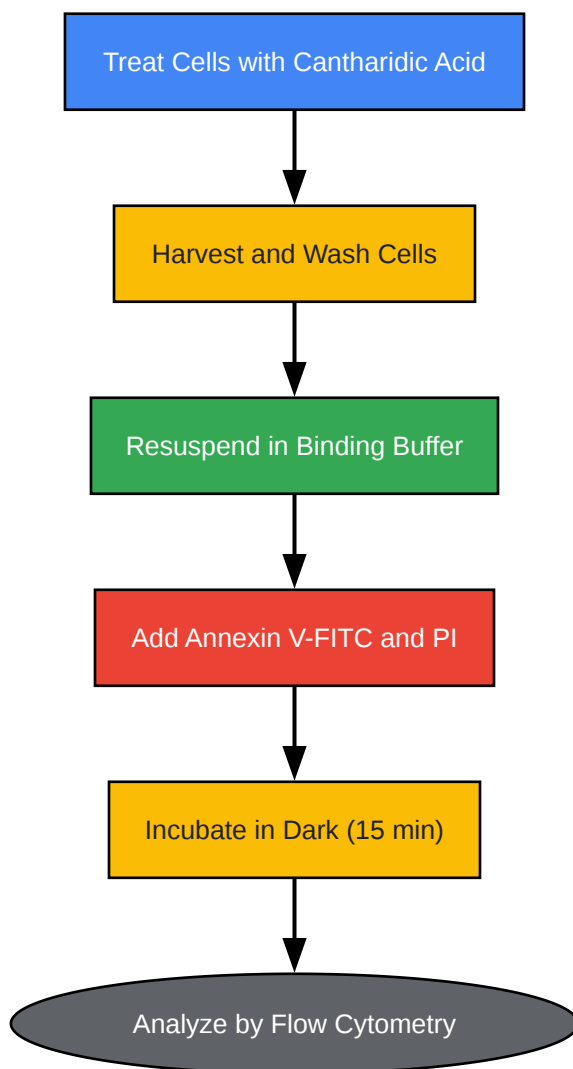 Treat Cells with Cantharidic Acid
Harvest and Wash Cells
Resuspend in Binding Buffer
Add Annexin V-FITC and PI
Incubate in Dark (15 min)
Analyze by Flow Cytometry